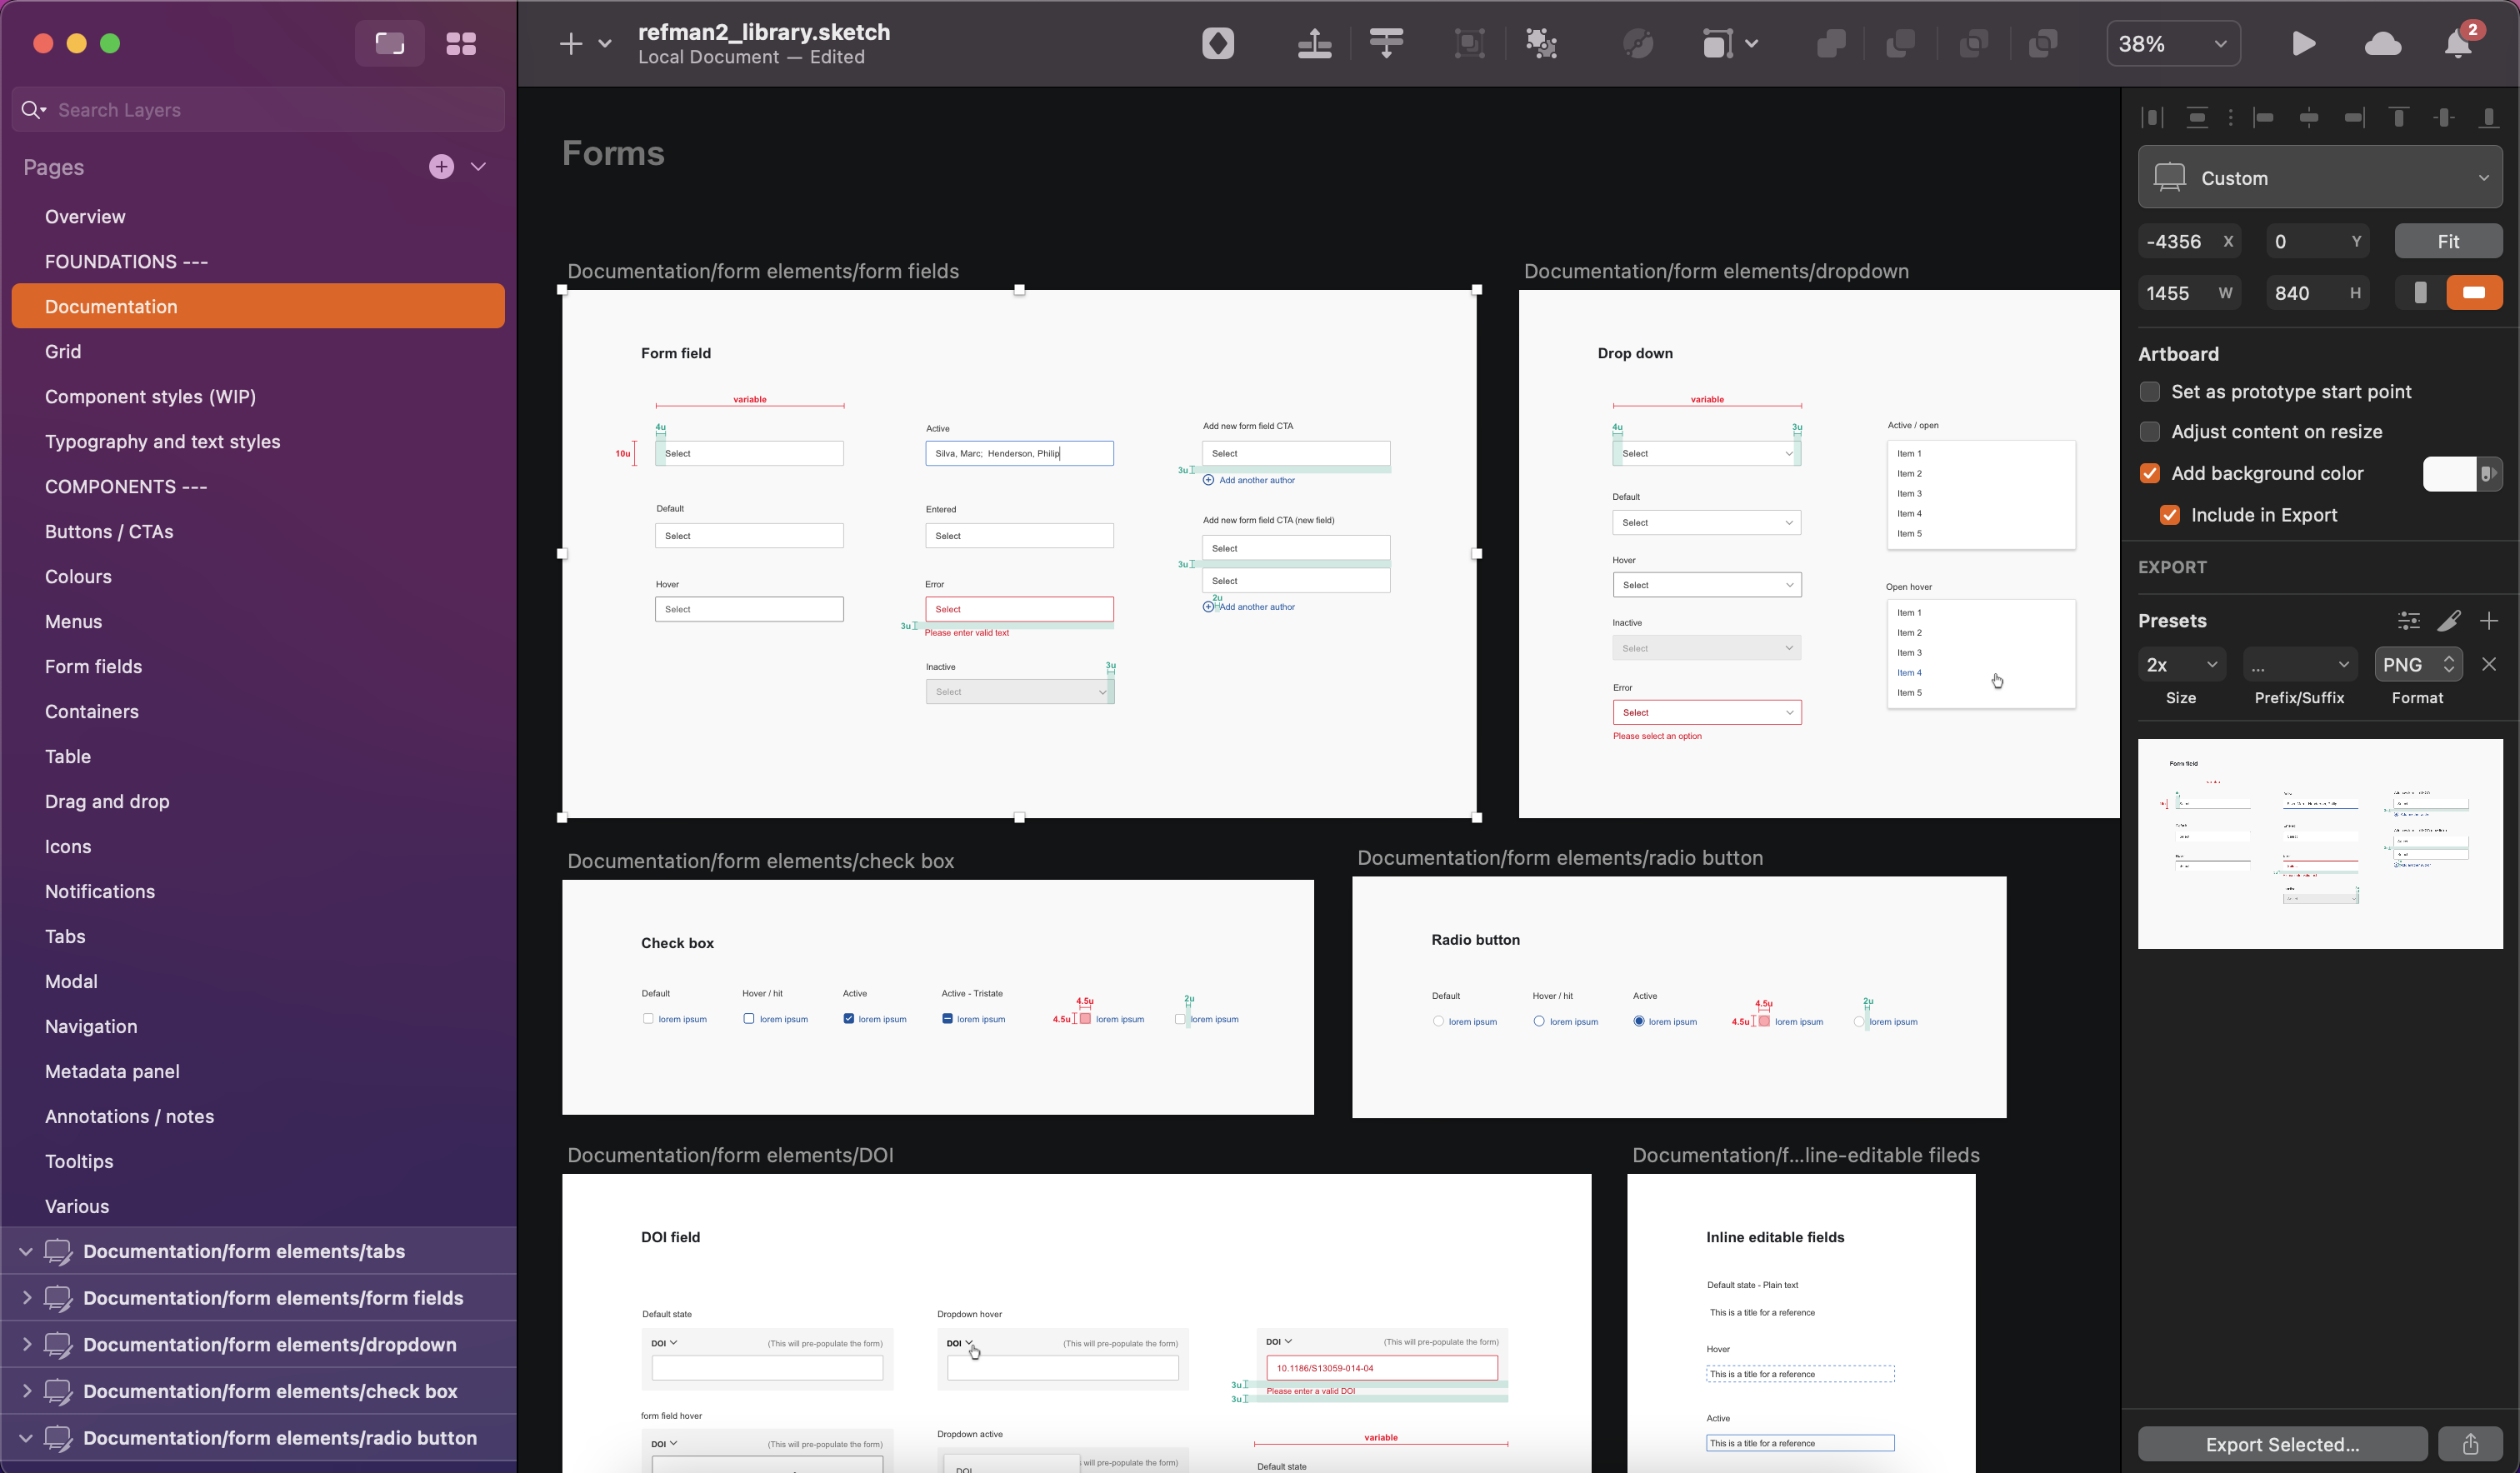 refman2_library.sketch
Local Document — Edited
38%
2
Search Layers
Pages
Overview
FOUNDATIONS ---
Documentation
Grid
Component styles (WIP)
Typography and text styles
COMPONENTS ---
Buttons / CTAs
Colours
Menus
Form fields
Containers
Table
Drag and drop
Icons
Notifications
Tabs
Modal
Navigation
Metadata panel
Annotations / notes
Tooltips
Various
Documentation/form elements/tabs
Documentation/form elements/form fields
Documentation/form elements/dropdown
Documentation/form elements/check box
Documentation/form elements/radio button
Forms
Documentation/form elements/form fields
Form field
variable
4u
10u
Select
Default
Select
Hover
Select
Active
Silva, Marc; Henderson, Philip
Entered
Select
Error
Select
3u
Please enter valid text
Inactive
3u
Select
Add new form field CTA
Select
3u
Add another author
Add new form field CTA (new field)
Select
3u
Select
2u
Add another author
Documentation/form elements/dropdown
Drop down
variable
4u
3u
Select
Default
Select
Hover
Select
Inactive
Select
Error
Select
Please select an option
Active / open
Item 1
Item 2
Item 3
Item 4
Item 5
Open hover
Item 1
Item 2
Item 3
Item 4
Item 5
Documentation/form elements/check box
Check box
Default
lorem ipsum
Hover / hit
lorem ipsum
Active
lorem ipsum
Active - Tristate
lorem ipsum
4.5u
4.5u
lorem ipsum
2u
lorem ipsum
Documentation/form elements/radio button
Radio button
Default
lorem ipsum
Hover / hit
lorem ipsum
Active
lorem ipsum
4.5u
4.5u
lorem ipsum
2u
lorem ipsum
Documentation/form elements/DOI
DOI field
Default state
DOI
(This will pre-populate the form)
form field hover
DOI
(This will pre-populate the form)
Dropdown hover
DOI
(This will pre-populate the form)
Dropdown active
will pre-populate the form)
DOI
DOI
(This will pre-populate the form)
10.1186/S13059-014-04
3u
Please enter a valid DOI
3u
variable
Default state
Documentation/f...line-editable fileds
Inline editable fields
Default state - Plain text
This is a title for a reference
Hover
This is a title for a reference
Active
This is a title for a reference
Custom
-4356 X
0 Y
Fit
1455 W
840 H
Artboard
Set as prototype start point
Adjust content on resize
Add background color
Include in Export
EXPORT
Presets
2x
...
PNG
Size
Prefix/Suffix
Format
Form field
Export Selected...